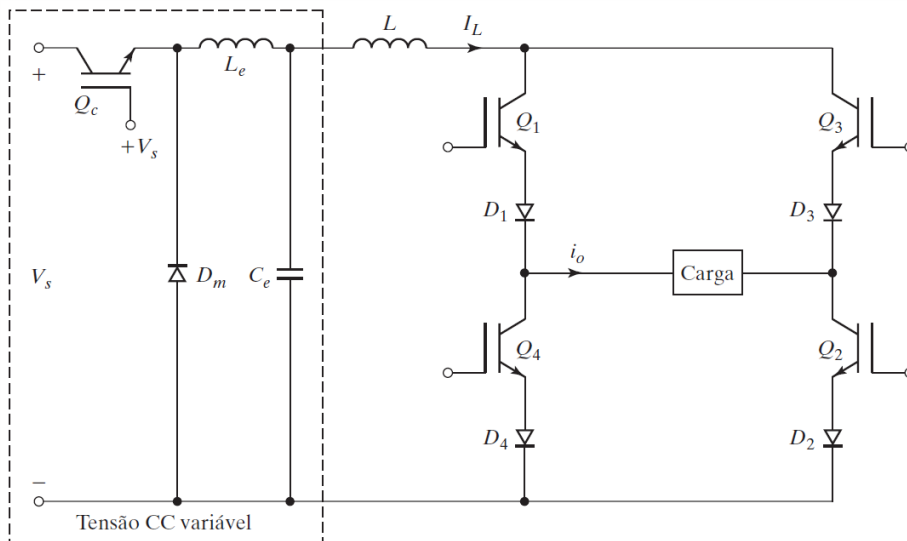 L
I_L
+
Q_c
L_e
+V_s
Q_1
Q_3
D_1
D_3
V_s
D_m
C_e
i_o
Carga
Q_4
Q_2
D_4
D_2
−
Tensão CC variável